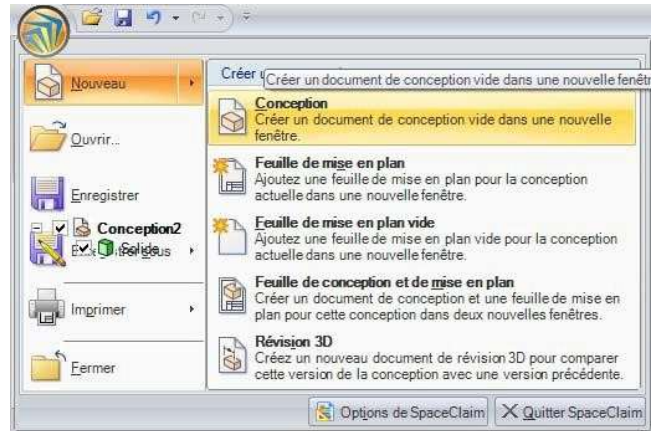 Nouveau
Ouvrir...
Enregistrer
Conception2
Solide
Imprimer
Fermer
Créer
Créer un document de conception vide dans une nouvelle fenêtr
Conception
Créer un document de conception vide dans une nouvelle
fenêtre.
Feuille de mise en plan
Ajoutez une feuille de mise en plan pour la conception
actuelle dans une nouvelle fenêtre.
Feuille de mise en plan vide
Ajoutez une feuille de mise en plan vide pour la conception
actuelle dans une nouvelle fenêtre.
Feuille de conception et de mise en plan
Créer un document de conception et une feuille de mise en
plan pour cette conception dans deux nouvelles fenêtres.
Révision 3D
Créez un nouveau document de révision 3D pour comparer
cette version de la conception avec une version précédente.
Options de SpaceClaim
Quitter SpaceClaim